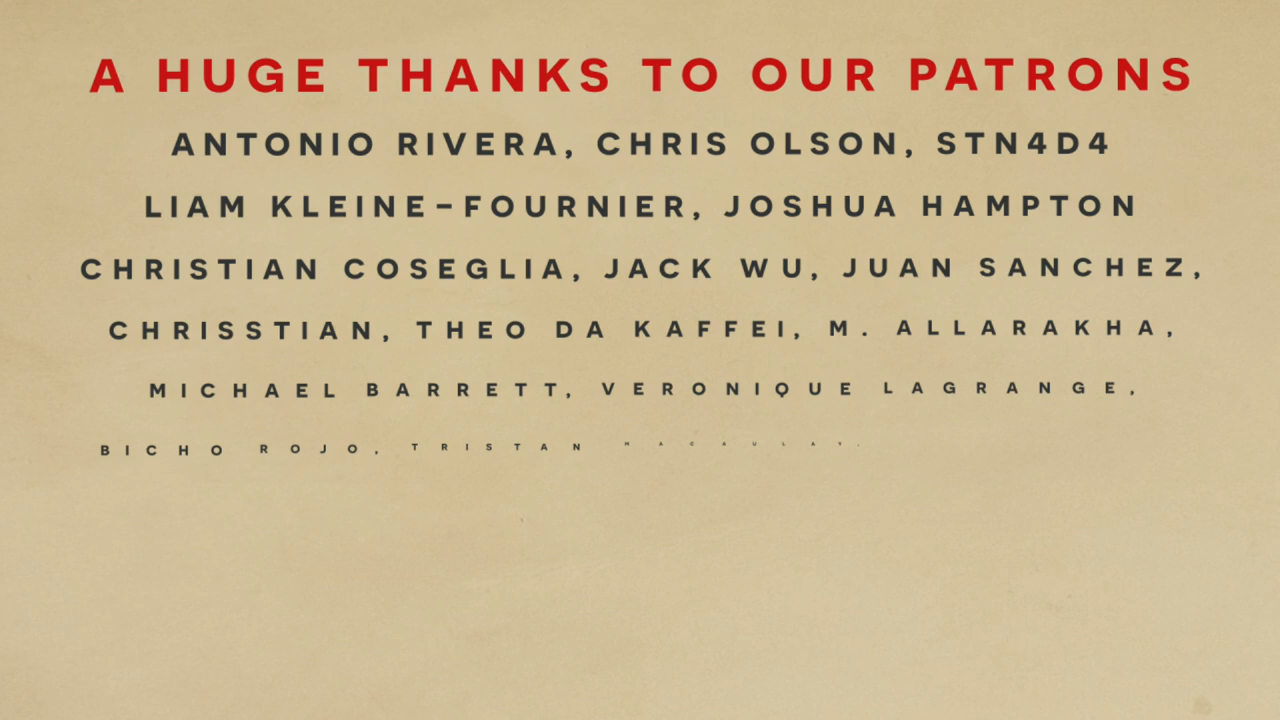 A HUGE THANKS TO OUR PATRONS
ANTONIO RIVERA, CHRIS OLSON, STN4D4
LIAM KLEINE-FOURNIER, JOSHUA HAMPTON
CHRISTIAN COSEGLIA, JACK WU, JUAN SANCHEZ,
CHRISSTIAN, THEO DA KAFFEI, M. ALLARAKHA,
MICHAEL BARRETT, VERONIQUE LAGRANGE,
BICHO ROJO, TRISTAN MACAULAY,